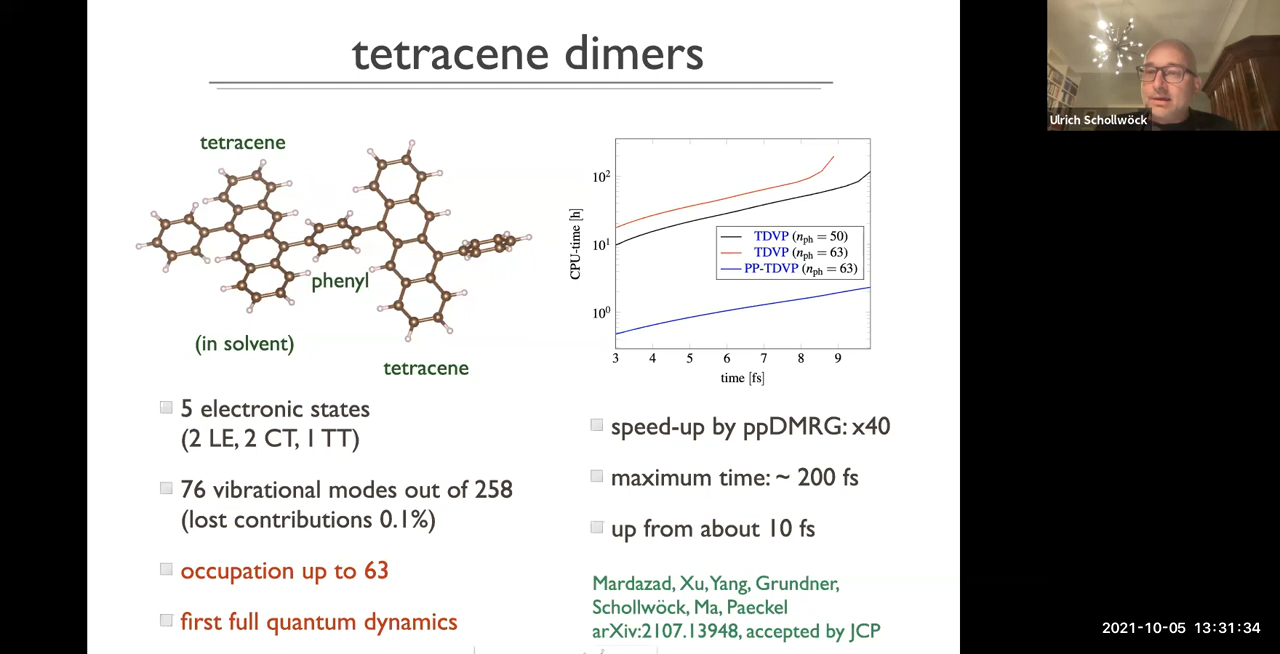 tetracene dimers
Ulrich Schollwöck
tetracene
phenyl
(in solvent)
tetracene
CPU-time [h]
10²
10¹
10⁰
TDVP (nph = 50)
TDVP (nph = 63)
PP-TDVP (nph = 63)
3 4 5 6 7 8 9
time [fs]
5 electronic states
(2 LE, 2 CT, 1 TT)
76 vibrational modes out of 258
(lost contributions 0.1%)
occupation up to 63
first full quantum dynamics
speed-up by ppDMRG: x40
maximum time: ~ 200 fs
up from about 10 fs
Mardazad, Xu, Yang, Grundner,
Schollwöck, Ma, Paeckel
arXiv:2107.13948, accepted by JCP
2021-10-05 13:31:34